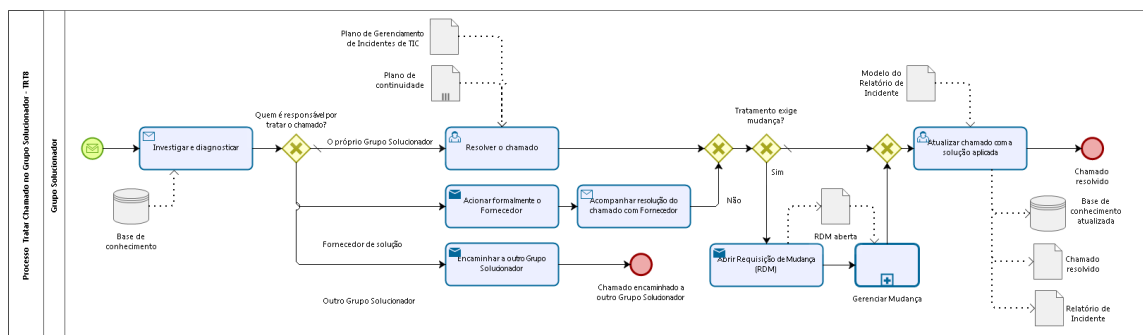 Processo Tratar Chamado no Grupo Solucionador - TRT8
Grupo Solucionador
Investigar e diagnosticar
Base de
conhecimento
Quem é responsável por
tratar o chamado?
O próprio Grupo Solucionador
Fornecedor de solução
Outro Grupo Solucionador
Plano de Gerenciamento
de Incidentes de TIC
Plano de
continuidade
Resolver o chamado
Acionar formalmente o
Fornecedor
Acompanhar resolução do
chamado com Fornecedor
Encaminhar a outro Grupo
Solucionador
Chamado encaminhado a
outro Grupo Solucionador
Tratamento exige
mudança?
Sim
Não
RDM aberta
Abrir Requisição de Mudança
(RDM)
Gerenciar Mudança
Modelo do
Relatório de
Incidente
Atualizar chamado com a
solução aplicada
Chamado
resolvido
Base de
conhecimento
atualizada
Chamado
resolvido
Relatório de
Incidente